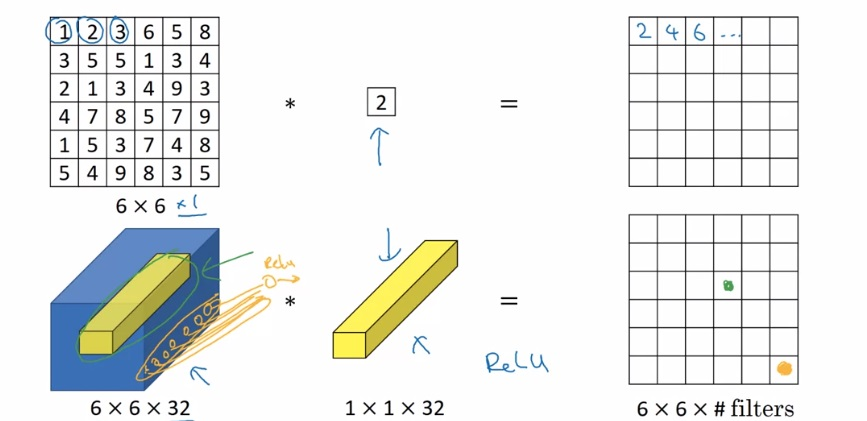 1 2 3 6 5 8
2 4 6 ...
3 5 5 1 3 4
2 1 3 4 9 3
* 2 =
4 7 8 5 7 9
1 5 3 7 4 8
5 4 9 8 3 5
6 × 6 ×1
ReLU
* =
ReLU
6 × 6 × 32
1 × 1 × 32
6 × 6 × # filters